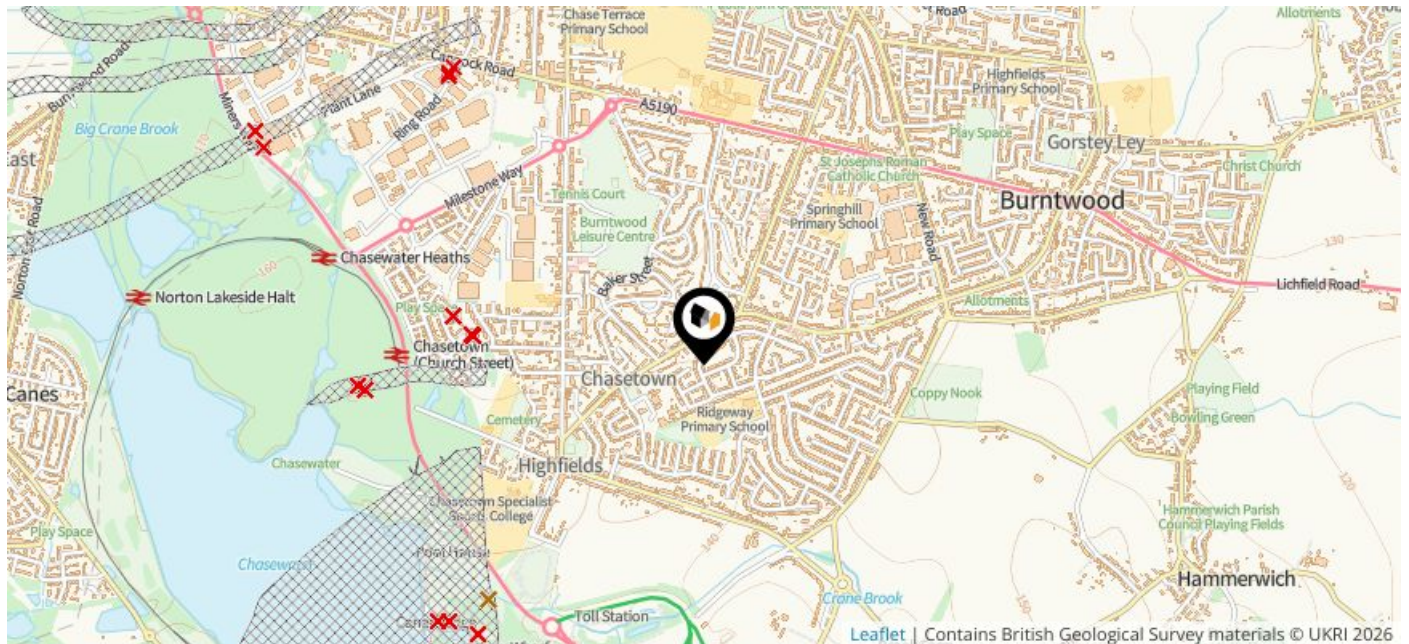 Chase Terrace
Primary School
Allotments
Cannock Road
Burntwood Road
Plant Lane
Ring Road
A5190
Highfields
Primary School
Big Crane Brook
Miners Way
Play Space
Gorstey Ley
East
St Josephs Roman
Catholic Church
Christ Church
Milestone Way
Tennis Court
Burntwood
Springhill
Primary School
New Road
Burntwood
Leisure Centre
130
Chasewater Heaths
160
Baker Street
Lichfield Road
Norton Lakeside Halt
Allotments
Play Space
Chasetown
(Church Street)
Chasetown
Canes
Coppy Nook
Playing Field
Ridgeway
Primary School
Bowling Green
Cemetery
Chasewater
Highfields
120
Chasetown Specialist
Sports College
Hammerwich Parish
Council Playing Fields
Play Space
140
Pool House
Chasewater
Hammerwich
150
Crane Brook
Toll Station
Leaflet | Contains British Geological Survey materials © UKRI 2026